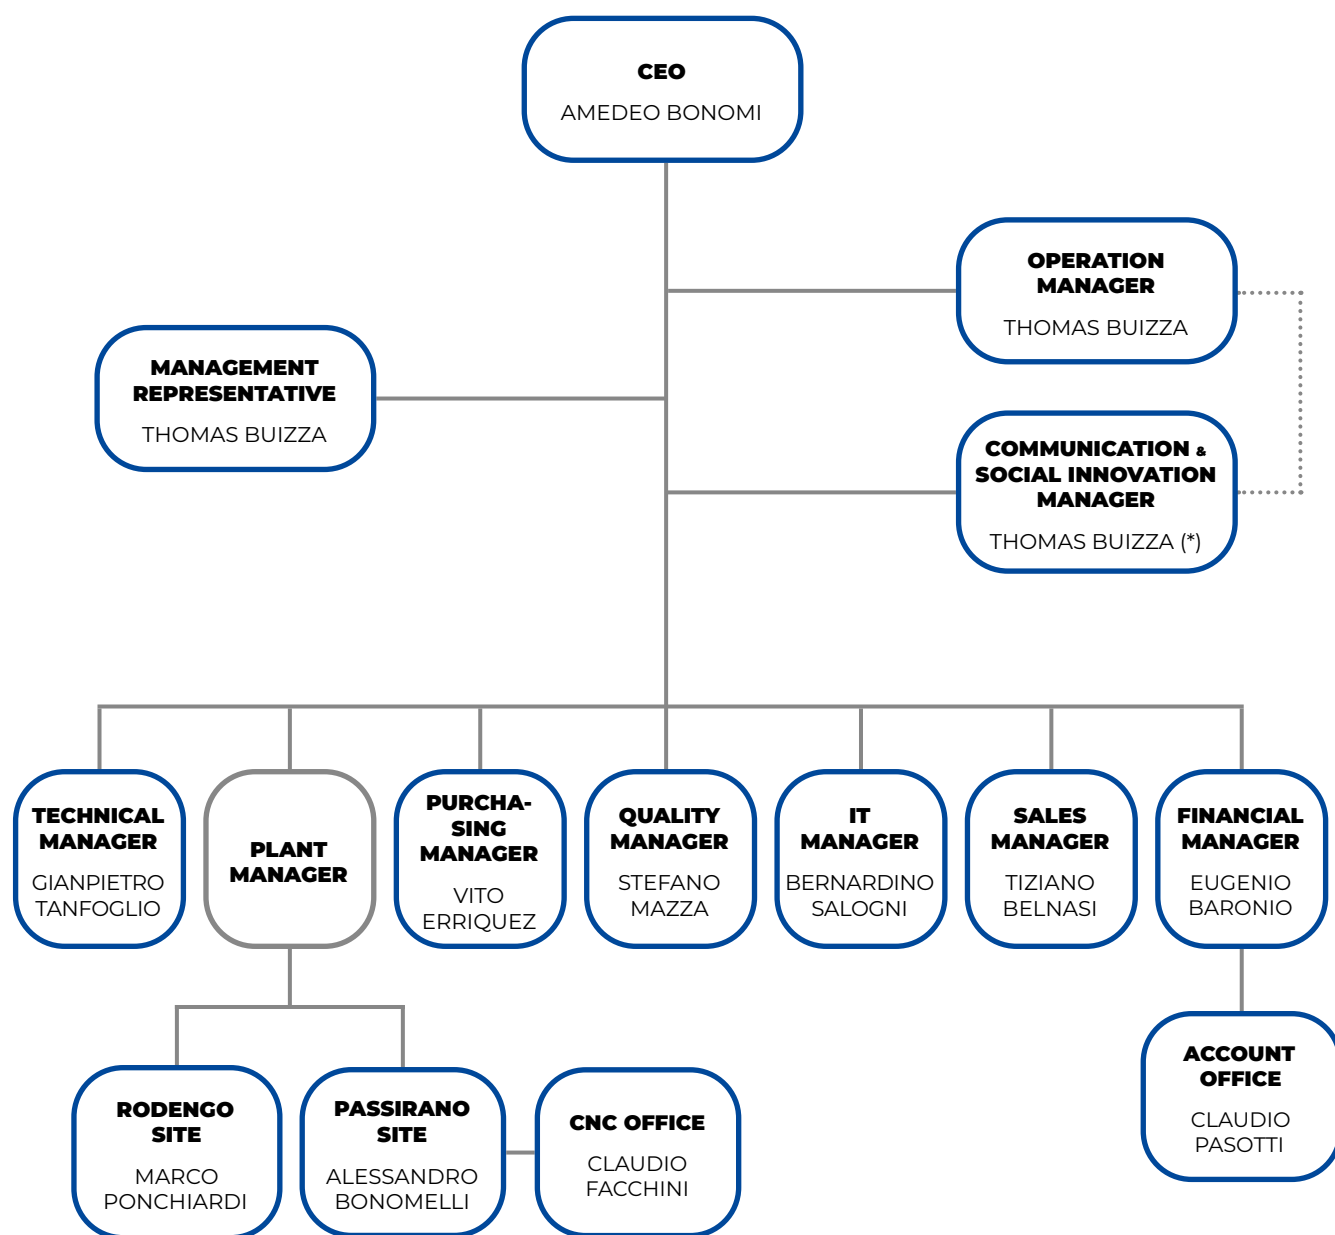 CEO
AMEDEO BONOMI
OPERATION
MANAGER
THOMAS BUIZZA
MANAGEMENT
REPRESENTATIVE
THOMAS BUIZZA
COMMUNICATION &
SOCIAL INNOVATION
MANAGER
THOMAS BUIZZA (*)
TECHNICAL
MANAGER
GIANPIETRO
TANFOGLIO
PLANT
MANAGER
PURCHA-
SING
MANAGER
VITO
ERRIQUEZ
QUALITY
MANAGER
STEFANO
MAZZA
IT
MANAGER
BERNARDINO
SALOGNI
SALES
MANAGER
TIZIANO
BELNASI
FINANCIAL
MANAGER
EUGENIO
BARONIO
RODENGO
SITE
MARCO
PONCHIARDI
PASSIRANO
SITE
ALESSANDRO
BONOMELLI
CNC OFFICE
CLAUDIO
FACCHINI
ACCOUNT
OFFICE
CLAUDIO
PASOTTI